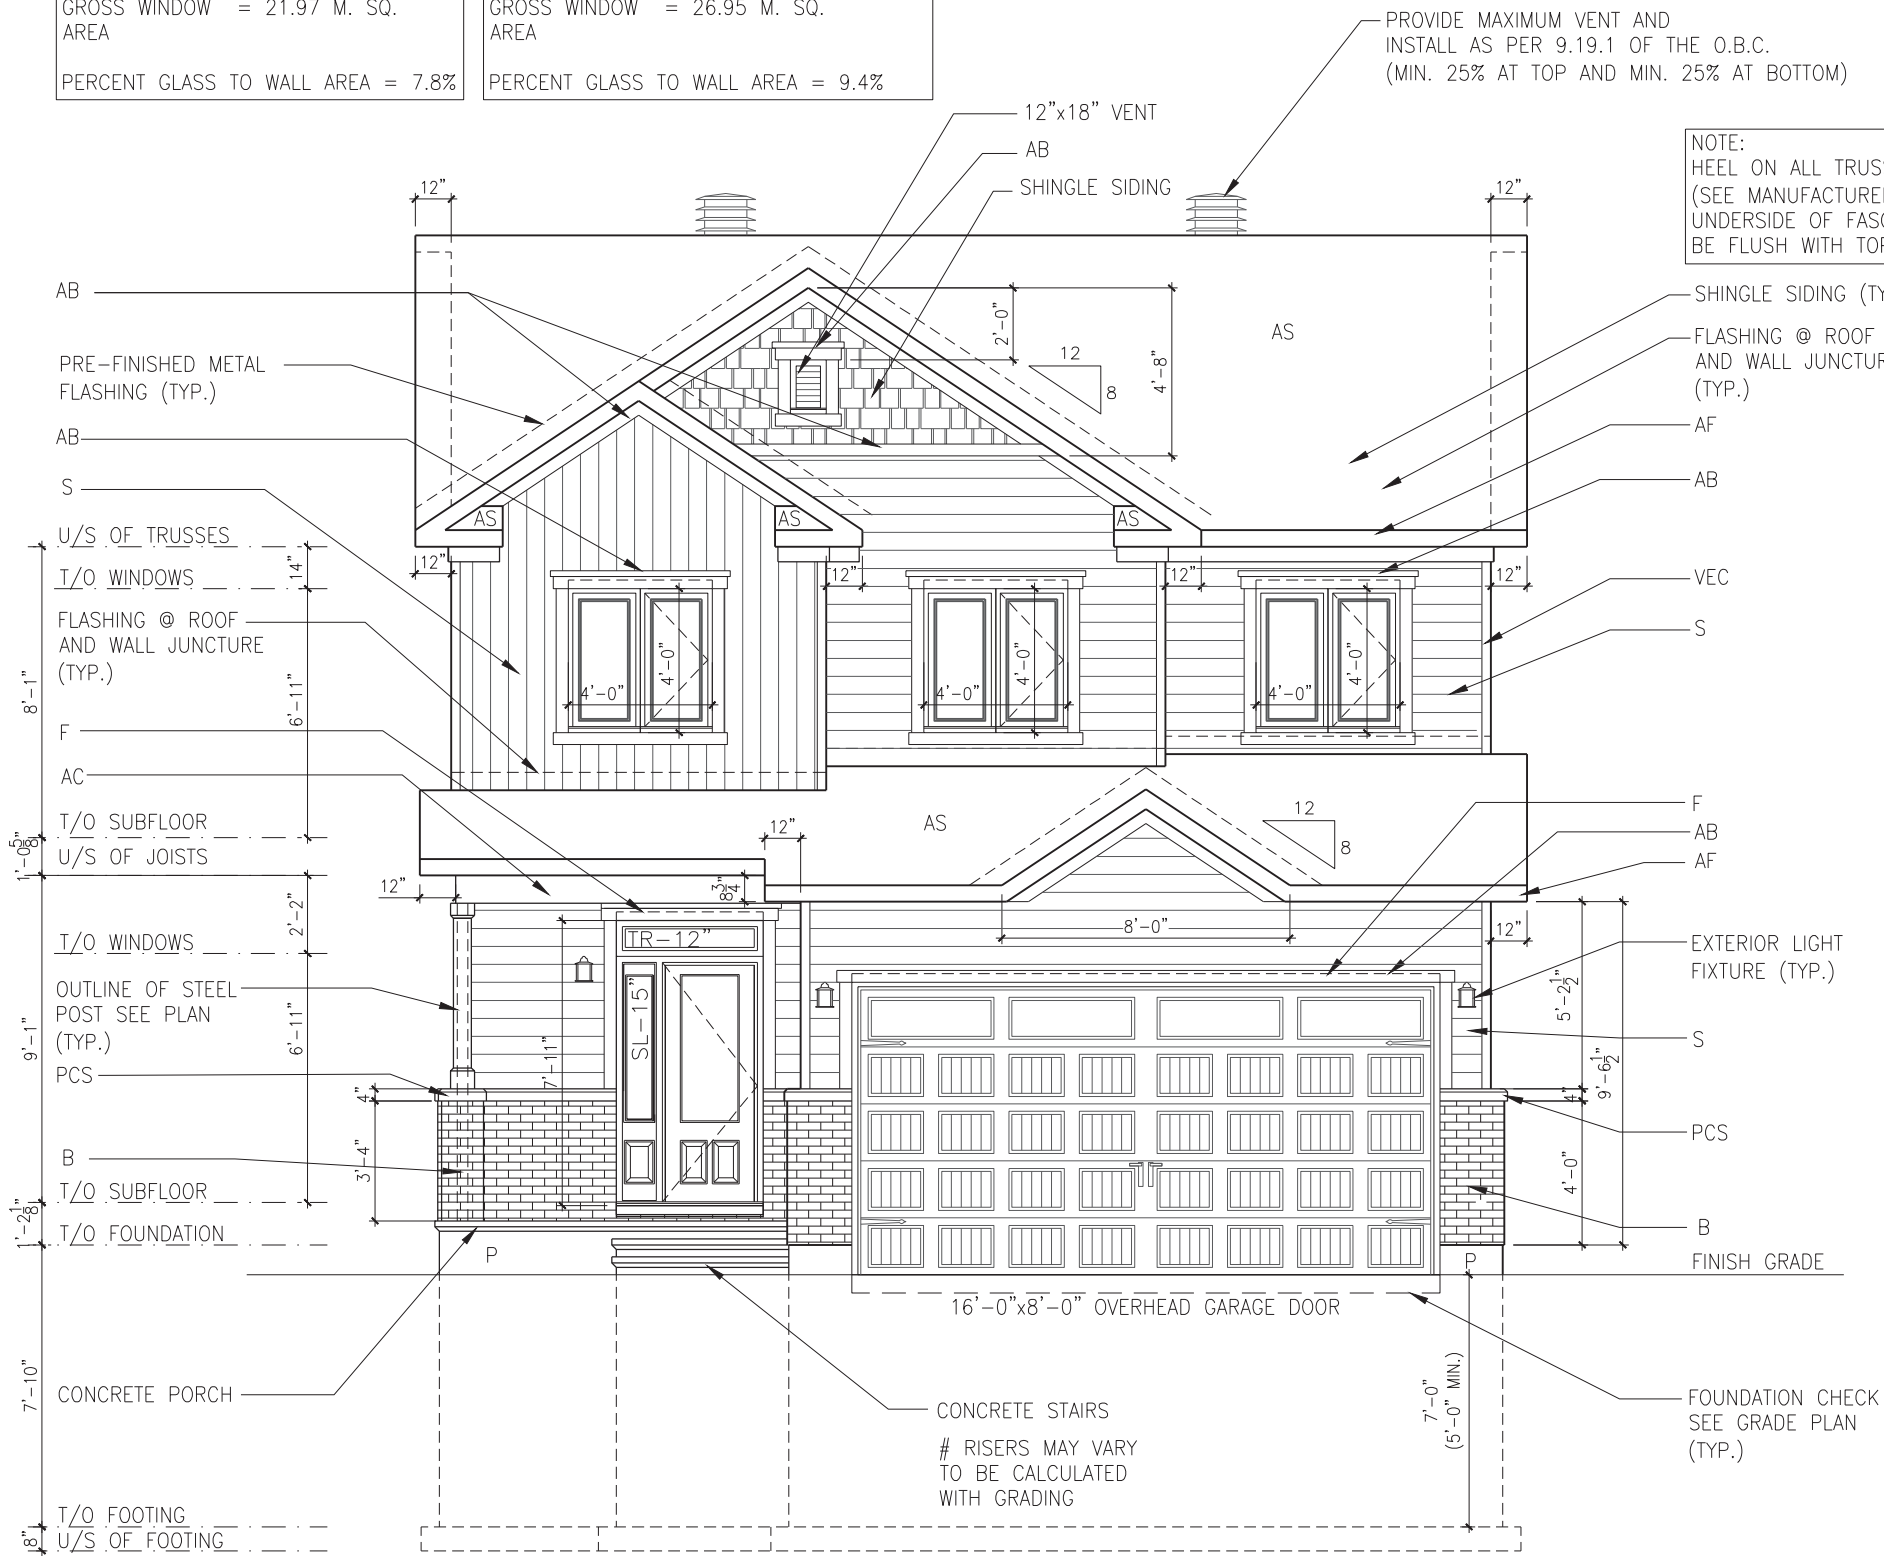 GROSS WINDOW = 21.97 M. SQ.
AREA
PERCENT GLASS TO WALL AREA = 7.8%
GROSS WINDOW = 26.95 M. SQ.
AREA
PERCENT GLASS TO WALL AREA = 9.4%
PROVIDE MAXIMUM VENT AND
INSTALL AS PER 9.19.1 OF THE O.B.C.
(MIN. 25% AT TOP AND MIN. 25% AT BOTTOM)
12"x18" VENT
AB
SHINGLE SIDING
NOTE:
HEEL ON ALL
(SEE
UNDERSIDE OF
BE FLUSH WITH
12"
12"
AB
PRE-FINISHED METAL
FLASHING (TYP.)
AB
S
U/S OF TRUSSES
T/O WINDOWS
FLASHING @ ROOF
AND WALL JUNCTURE
(TYP.)
F
AC
T/O SUBFLOOR
U/S OF JOISTS
T/O WINDOWS
OUTLINE OF STEEL
POST SEE PLAN
(TYP.)
PCS
B
T/O SUBFLOOR
T/O FOUNDATION
CONCRETE PORCH
T/O FOOTING
U/S OF FOOTING
8'-1"
1'-0 5/8"
9'-1"
1'-2 1/8"
7'-10"
8"
14"
6'-11"
2'-2"
6'-11"
4"
3'-4"
2'-0"
4'-8"
12
8
AS
AS
AS
AS
12"
12"
12"
12"
4'-0"
4'-0"
4'-0"
4'-0"
4'-0"
4'-0"
AS
12"
12
8
12"
8 3/4"
8'-0"
12"
TR-12"
SL-15"
7'-11"
5'-2 1/2"
9'-6 1/2"
4"
4'-0"
P
P
16'-0"x8'-0" OVERHEAD GARAGE DOOR
CONCRETE STAIRS
# RISERS MAY VARY
TO BE CALCULATED
WITH GRADING
7'-0"
(5'-0" MIN.)
SHINGLE SIDING
FLASHING @ ROOF
AND WALL
(TYP.)
AF
AB
VEC
S
F
AB
AF
EXTERIOR LIGHT
FIXTURE (TYP.)
S
PCS
B
FINISH GRADE
FOUNDATION CHECK
SEE GRADE PLAN
(TYP.)